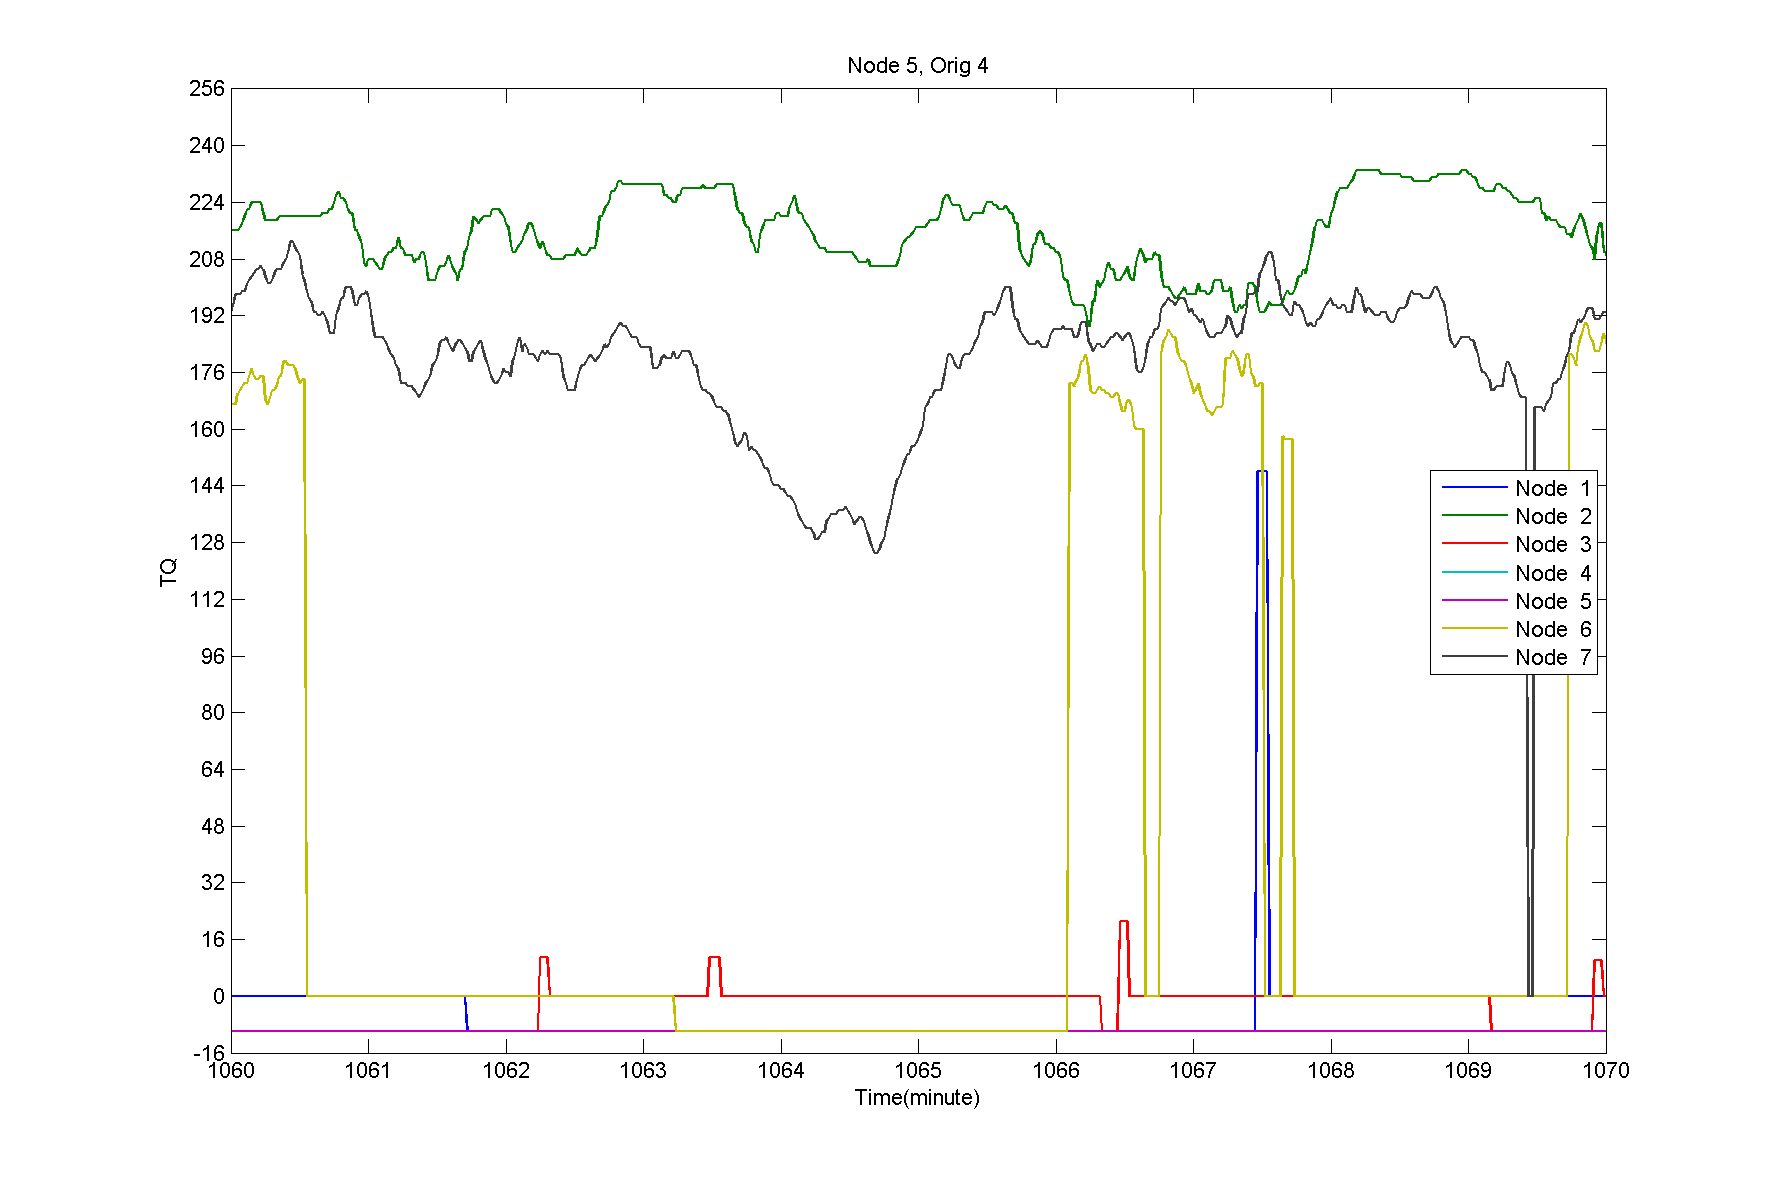 Node 5, Orig 4
256
240
224
208
192
176
160
144
128
112
96
80
64
48
32
16
0
-16
TQ
Node 1
Node 2
Node 3
Node 4
Node 5
Node 6
Node 7
1060 1061 1062 1063 1064 1065 1066 1067 1068 1069 1070
Time(minute)